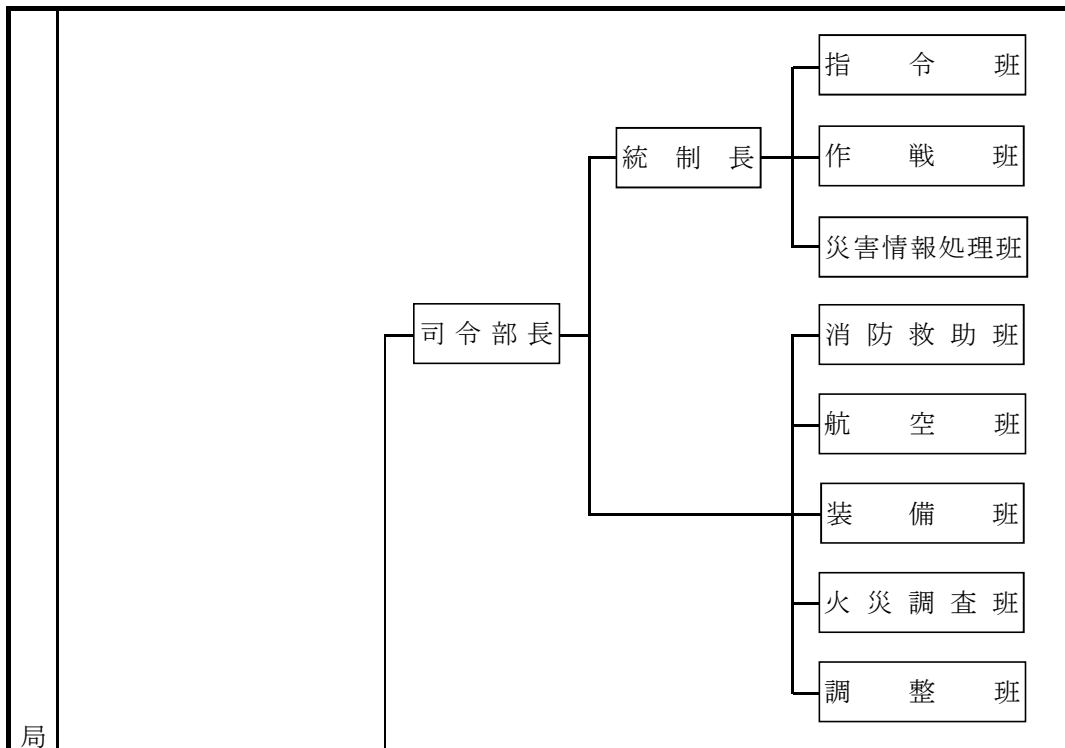 指令班
統制長
作戦班
災害情報処理班
司令部長
消防救助班
航空班
装備班
火災調査班
調整班
局